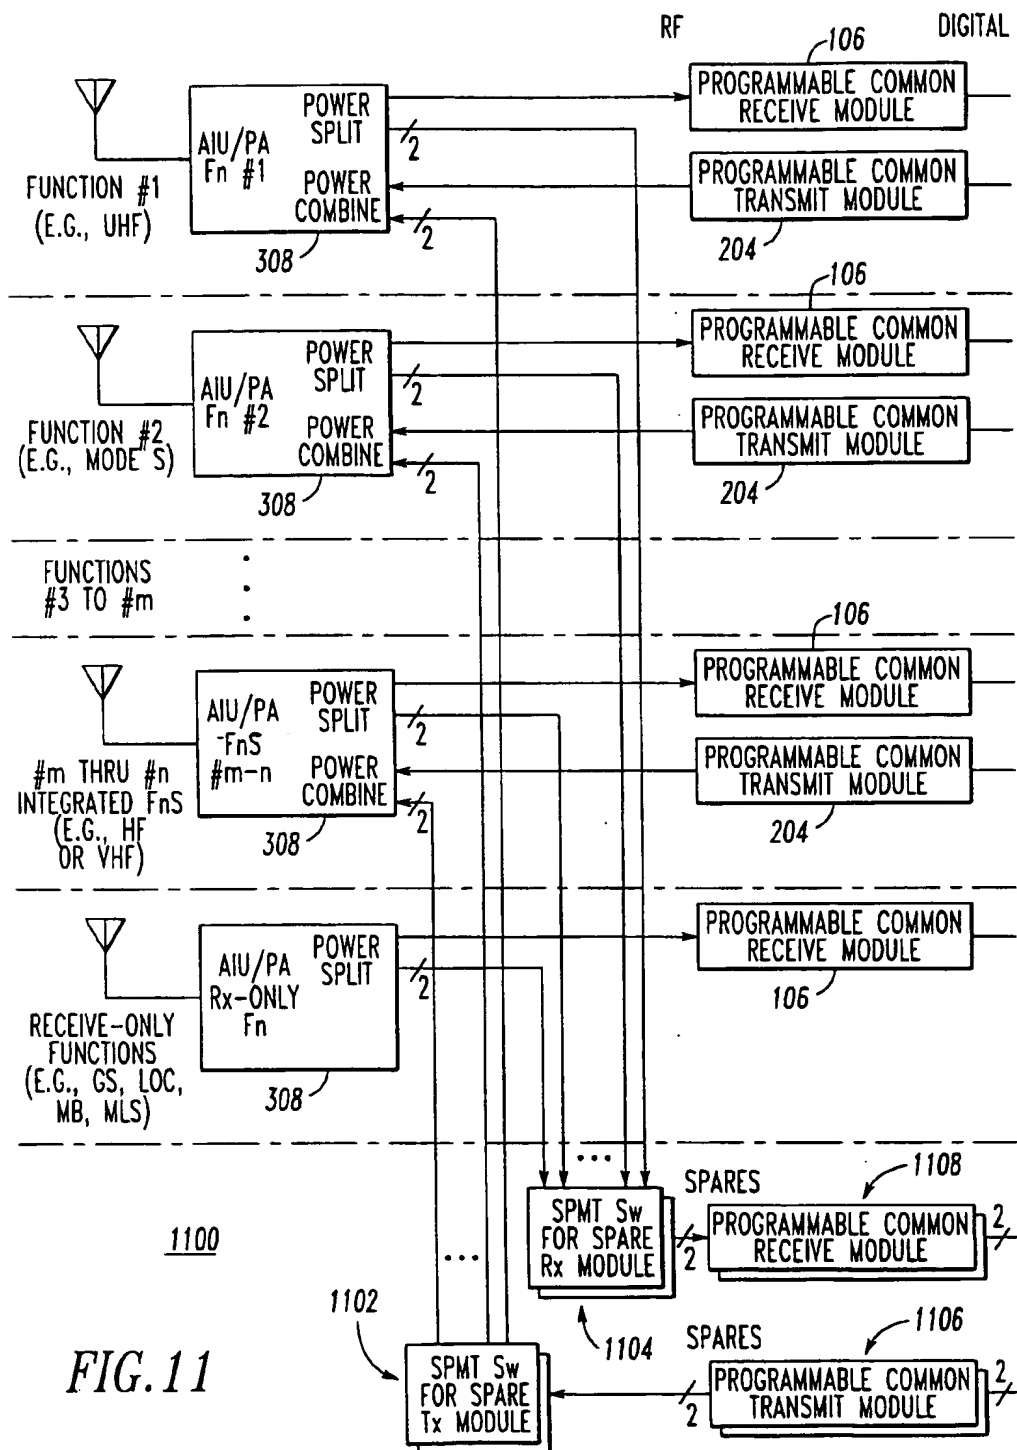 RF DIGITAL
106
PROGRAMMABLE COMMON
RECEIVE MODULE
POWER
SPLIT
2
AIU/PA
Fn #1
POWER
COMBINE
2
PROGRAMMABLE COMMON
TRANSMIT MODULE
FUNCTION #1
(E.G., UHF)
308
204
106
PROGRAMMABLE COMMON
RECEIVE MODULE
POWER
SPLIT
2
AIU/PA
Fn #2
POWER
COMBINE
2
PROGRAMMABLE COMMON
TRANSMIT MODULE
FUNCTION #2
(E.G., MODE S)
308
204
FUNCTIONS
#3 TO #m
106
PROGRAMMABLE COMMON
RECEIVE MODULE
POWER
SPLIT
2
AIU/PA
FnS
#m-n
POWER
COMBINE
2
PROGRAMMABLE COMMON
TRANSMIT MODULE
#m THRU #n
INTEGRATED FnS
(E.G., HF
OR VHF)
308
204
PROGRAMMABLE COMMON
RECEIVE MODULE
POWER
SPLIT
2
AIU/PA
Rx-ONLY
Fn
106
RECEIVE-ONLY
FUNCTIONS
(E.G., GS, LOC,
MB, MLS)
308
...
SPARES
1108
SPMT Sw
FOR SPARE
Rx MODULE
2
PROGRAMMABLE COMMON
RECEIVE MODULE
2
1100
...
1102
1104
SPARES
1106
SPMT Sw
FOR SPARE
Tx MODULE
2
PROGRAMMABLE COMMON
TRANSMIT MODULE
2
FIG.11